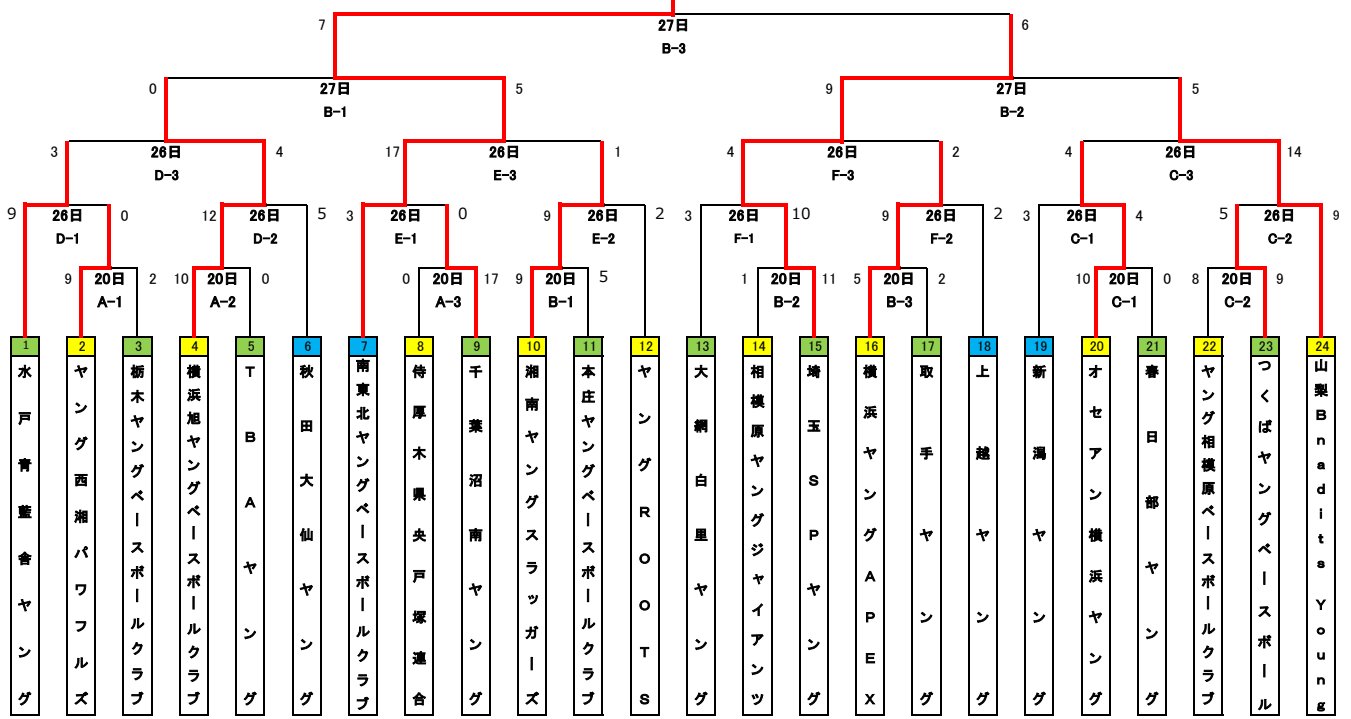 7 27日 6
B-3
0 27日 5 9 27日 5
B-1 B-2
3 26日 4 17 26日 1 4 26日 2 4 26日 14
D-3 E-3 F-3 C-3
9 26日 0 12 26日 5 3 26日 0 9 26日 2 3 26日 10 9 26日 2 3 26日 4 5 26日 9
D-1 D-2 E-1 E-2 F-1 F-2 C-1 C-2
9 20日 2 10 20日 0 0 20日 17 9 20日 5 1 20日 11 5 20日 2 10 20日 0 8 20日 9
A-1 A-2 A-3 B-1 B-2 B-3 C-1 C-2
1 2 3 4 5 6 7 8 9 10 11 12 13 14 15 16 17 18 19 20 21 22 23 24
水戸青藍舎ヤング
ヤング西湘パワフルズ
栃木ヤングベースボールクラブ
横浜旭ヤングベースボールクラブ
TBAヤング
秋田大仙ヤング
南東北ヤングベースボールクラブ
侍厚木県央戸塚連合
千葉沼南ヤング
湘南ヤングスラッガーズ
本庄ヤングベースボールクラブ
ヤングROOTS
大網白里ヤング
相模原ヤングジャイアンツ
埼玉SPヤング
横浜ヤングAPEX
取手ヤング
上越ヤング
新潟ヤング
オセアン横浜ヤング
春日部ヤング
ヤング相模原ベースボールクラブ
つくばヤングベースボール
山梨Bnadits Young